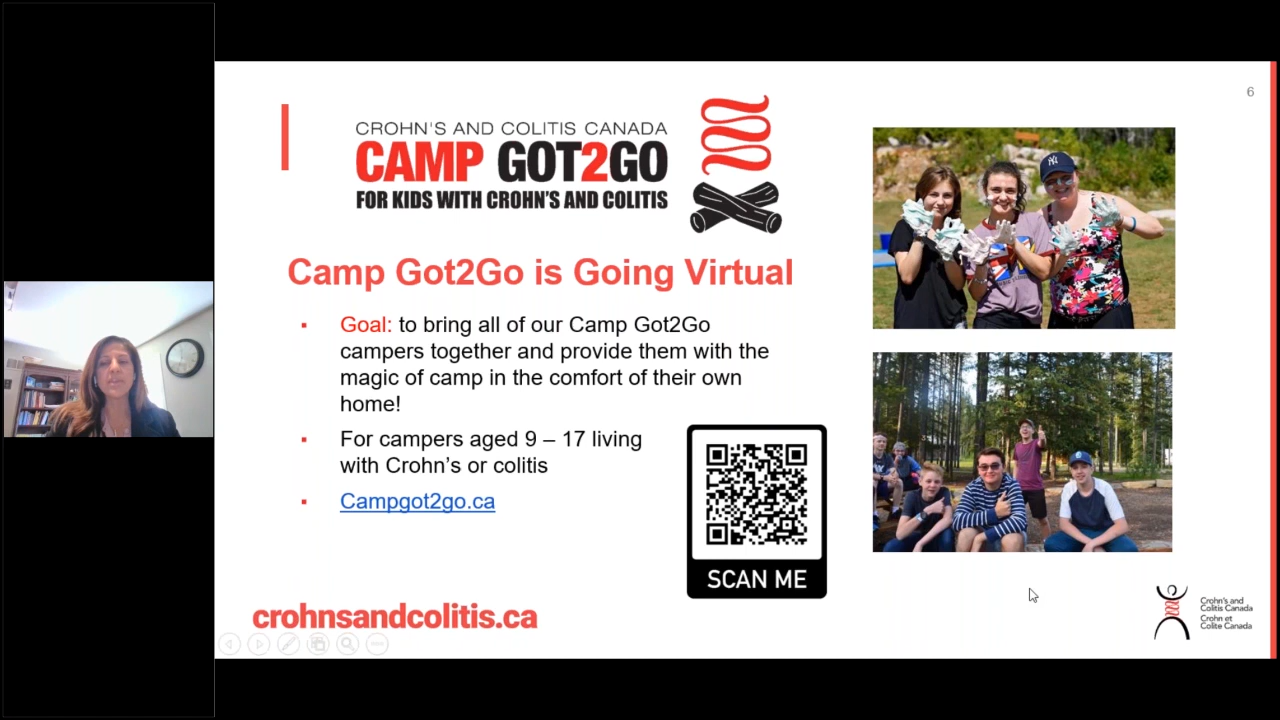 6
CROHN'S AND COLITIS CANADA
CAMP GOT2GO
FOR KIDS WITH CROHN'S AND COLITIS
Camp Got2Go is Going Virtual
▪ Goal: to bring all of our Camp Got2Go
campers together and provide them with the
magic of camp in the comfort of their own
home!
▪ For campers aged 9 – 17 living
with Crohn's or colitis
▪ Campgot2go.ca
SCAN ME
crohnsandcolitis.ca
Crohn's and
Colitis Canada
Crohn et
Colite Canada